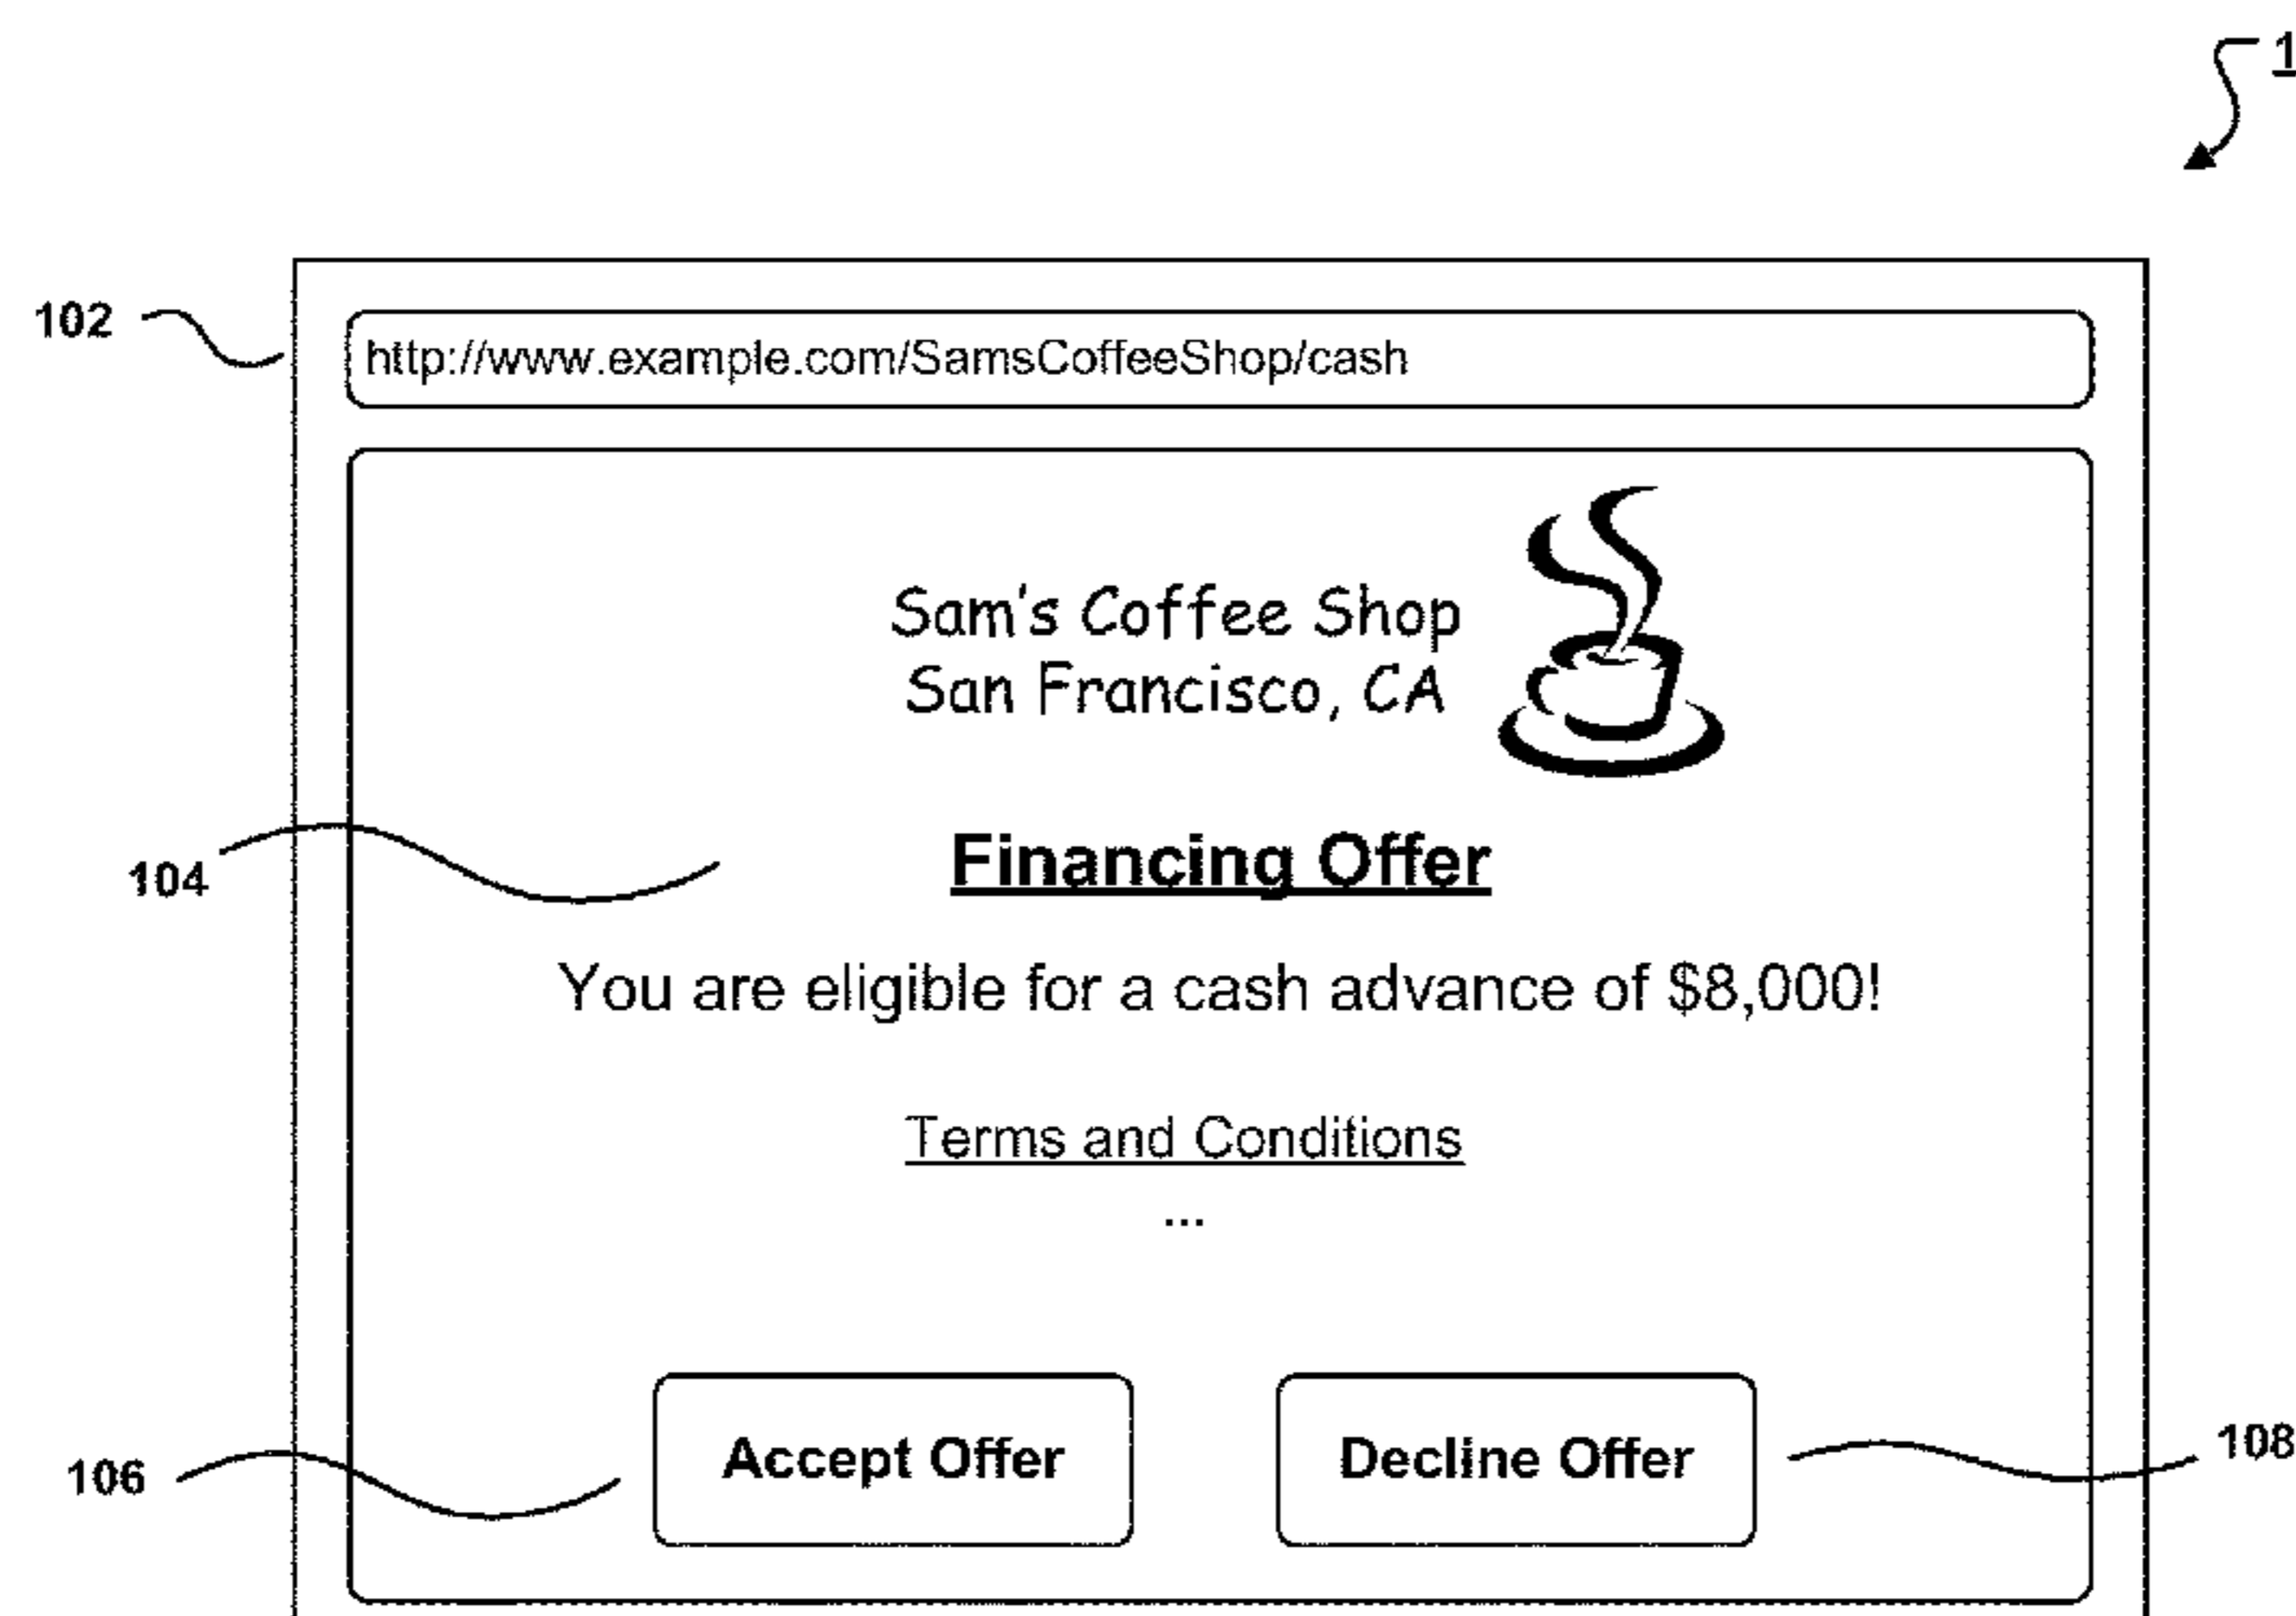 102
http://www.example.com/SamsCoffeeShop/cash
Sam's Coffee Shop
San Francisco, CA
104
Financing Offer
You are eligible for a cash advance of $8,000!
Terms and Conditions
...
106
Accept Offer
Decline Offer
108